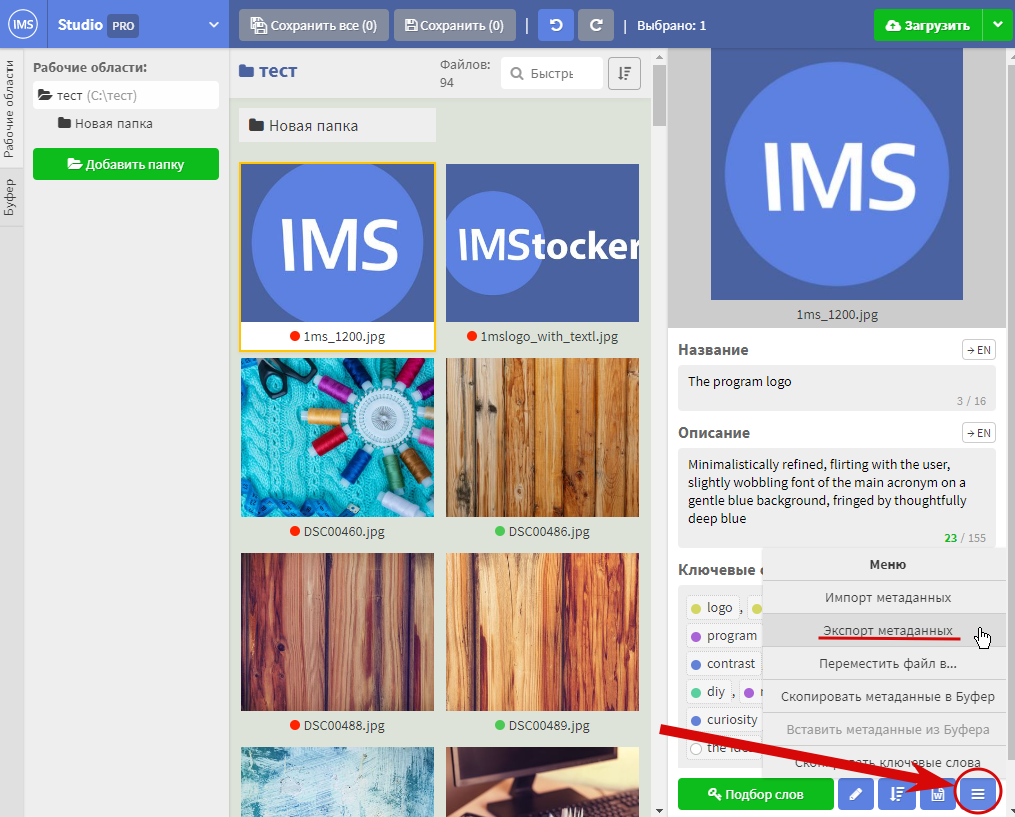 IMS
Studio PRO
Сохранить все (0)
Сохранить (0)
|
|
Выбрано: 1
Загрузить
Рабочие области
Буфер
Рабочие области:
тест (C:\тест)
Новая папка
Добавить папку
тест
Файлов:
94
Быстрь
Новая папка
IMS
1ms_1200.jpg
IMStocker
1mslogo_with_textl.jpg
DSC00460.jpg
DSC00486.jpg
DSC00488.jpg
DSC00489.jpg
IMS
1ms_1200.jpg
Название
→ EN
The program logo
3 / 16
Описание
→ EN
Minimalistically refined, flirting with the user,
slightly wobbling font of the main acronym on a
gentle blue background, fringed by thoughtfully
deep blue
23 / 155
Ключевые
logo ,
program
contrast
diy ,
curiosity
the
Меню
Импорт метаданных
Экспорт метаданных
Переместить файл в...
Скопировать метаданные в Буфер
Вставить метаданные из Буфера
Скопировать ключевые слова
Подбор слов